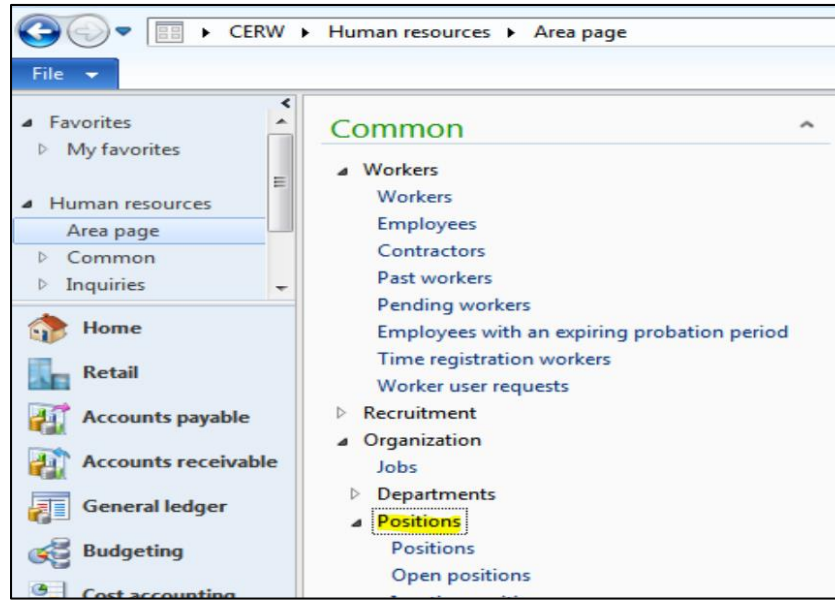 CERW Human resources Area page
File
Favorites
My favorites
Human resources
Area page
Common
Inquiries
Home
Retail
Accounts payable
Accounts receivable
General ledger
Budgeting
Cost accounting
Common
Workers
Workers
Employees
Contractors
Past workers
Pending workers
Employees with an expiring probation period
Time registration workers
Worker user requests
Recruitment
Organization
Jobs
Departments
Positions
Positions
Open positions